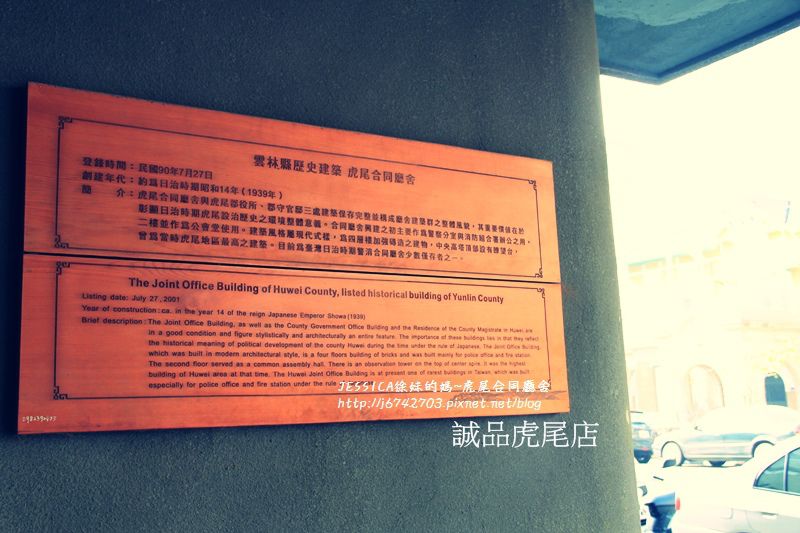 雲林縣歷史建築 虎尾合同廳舍
登錄時間：民國90年7月27日
創建年代：約爲日治時期昭和14年（1939年）
簡　介：虎尾合同廳舍與虎尾郡役所、郡守官邸三處建築保存完整並構成廳舍建築群之整體風貌，其重要價值在於
彰顯日治時期虎尾設治歷史之環境整體意義。合同廳舍興建之初主要作爲警察分室與消防組合署辦公之用，
二樓並作爲公會堂使用。建築風格屬現代式樣，爲四層樓加強磚造之建物，中央高塔頂部設有瞭望台，
曾爲當時虎尾地區最高之建築。目前爲臺灣日治時期警消合同廳舍少數僅存者之一。
The Joint Office Building of Huwei County, listed historical building of Yunlin County
Listing date: July 27, 2001
Year of construction: ca. in the year 14 of the reign Japanese Emperor Showa (1939)
Brief description: The Joint Office Building, as well as the County Government Office Building and the Residence of the County Magistrate in Huwei are
in a good condition and figure stylistically and architecturally an entire feature. The importance of these buildings lies in that they reflect
the historical meaning of political development of the county Huwei during the time under the rule of Japanese. The Joint Office Building,
which was built in modern architectural style, is a four floors building of bricks and was built mainly for police office and fire station.
The second floor served as a common assembly hall. There is an observation tower on the top of center spire. It was the highest
building of Huwei area at that time. The Huwei Joint Office Building is at present one of rarest buildings in Taiwan, which was built
especially for police office and fire station under the rule
JESSICA徐妹的媽~虎尾合同廳舍
http://j6742703.pixnet.net/blog
誠品虎尾店